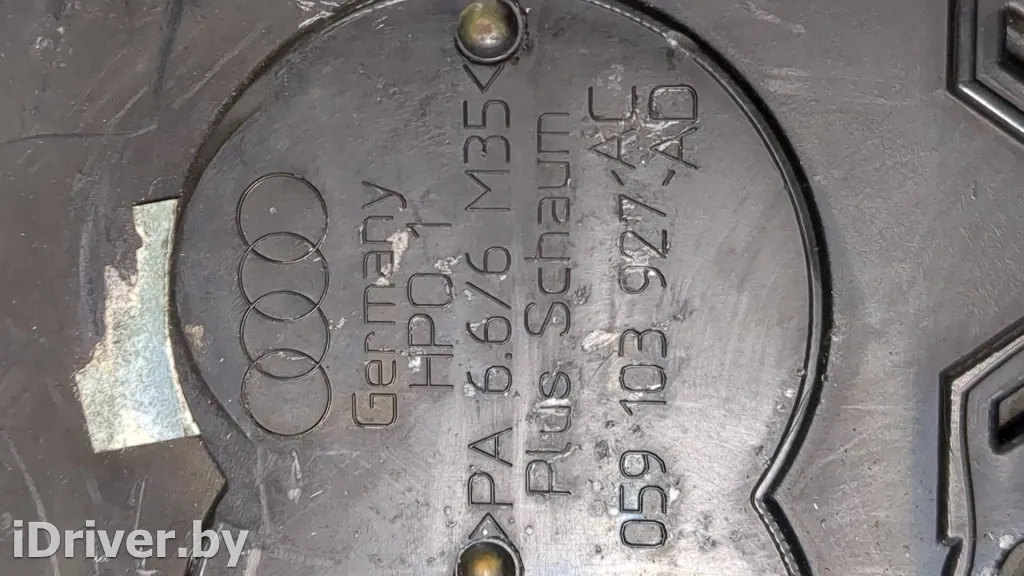 Germany
HPO 1
>PA 6.6/6 M35<
Plus Schaum
059 103 927-AC
-AD
iDriver.by